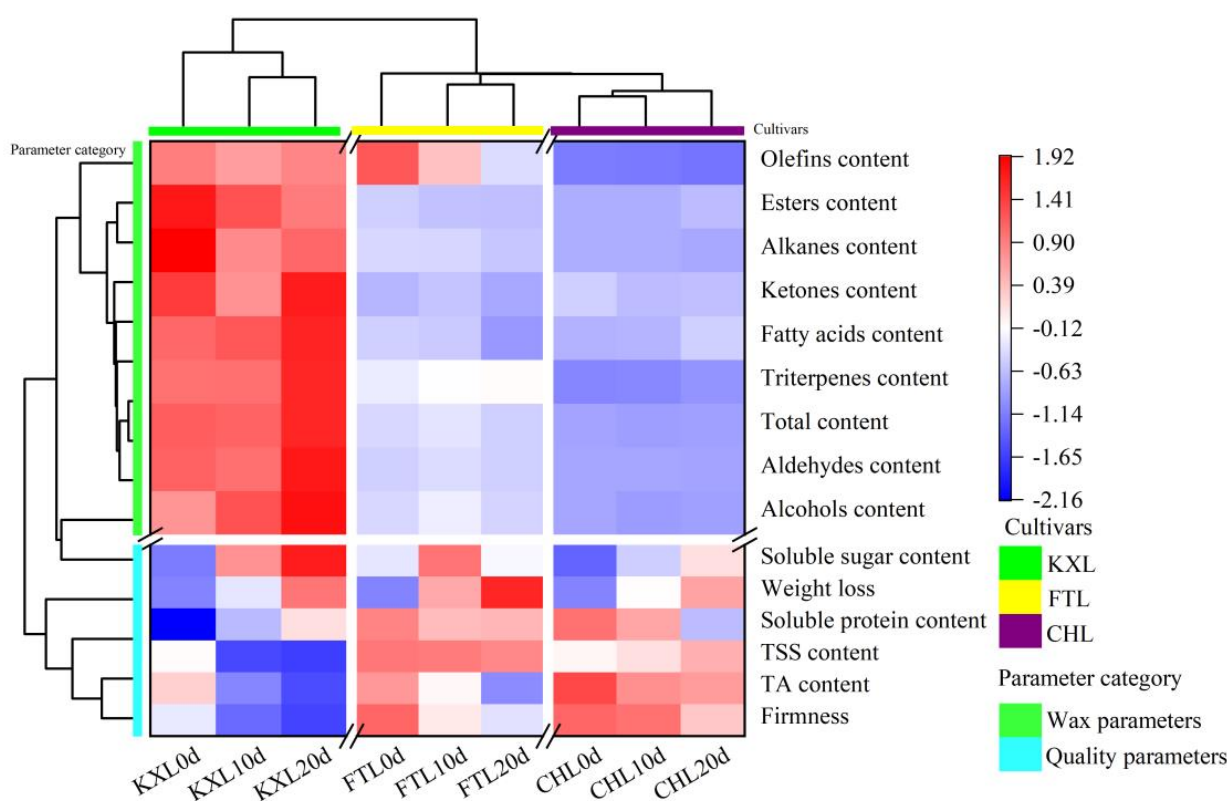 Cultivars
Parameter category
Olefins content
Esters content
Alkanes content
Ketones content
Fatty acids content
Triterpenes content
Total content
Aldehydes content
Alcohols content
Soluble sugar content
Weight loss
Soluble protein content
TSS content
TA content
Firmness
KXL0d
KXL10d
KXL20d
FTL0d
FTL10d
FTL20d
CHL0d
CHL10d
CHL20d
1.92
1.41
0.90
0.39
-0.12
-0.63
-1.14
-1.65
-2.16
Cultivars
KXL
FTL
CHL
Parameter category
Wax parameters
Quality parameters